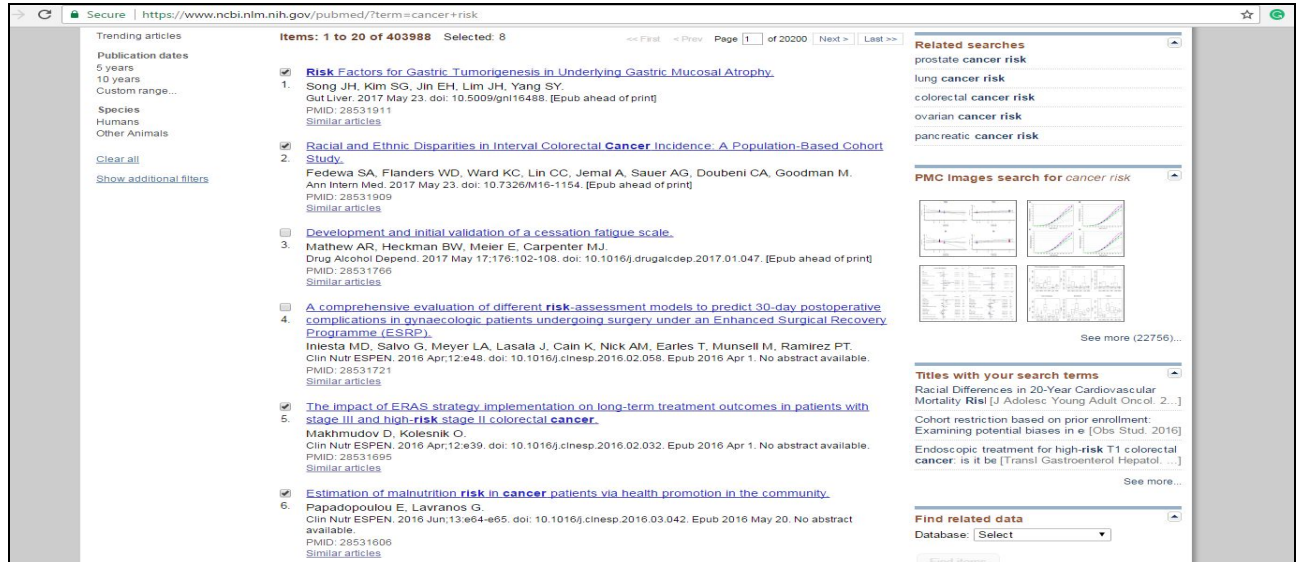 Secure | https://www.ncbi.nlm.nih.gov/pubmed/?term=cancer+risk
Trending articles
Publication dates
5 years
10 years
Custom range...
Species
Humans
Other Animals
Clear all
Show additional filters
Items: 1 to 20 of 403988 Selected: 8
<< First < Prev Page 1 of 20200 Next > Last >>
Risk Factors for Gastric Tumorigenesis in Underlying Gastric Mucosal Atrophy.
1. Song JH, Kim SG, Jin EH, Lim JH, Yang SY.
Gut Liver. 2017 May 23. doi: 10.5009/gnl16488. [Epub ahead of print]
PMID: 28531911
Similar articles
Racial and Ethnic Disparities in Interval Colorectal Cancer Incidence: A Population-Based Cohort
2. Study.
Fedewa SA, Flanders WD, Ward KC, Lin CC, Jemal A, Sauer AG, Doubeni CA, Goodman M.
Ann Intern Med. 2017 May 23. doi: 10.7326/M16-1154. [Epub ahead of print]
PMID: 28531909
Similar articles
Development and initial validation of a cessation fatigue scale.
3. Mathew AR, Heckman BW, Meier E, Carpenter MJ.
Drug Alcohol Depend. 2017 May 17;176:102-108. doi: 10.1016/j.drugalcdep.2017.01.047. [Epub ahead of print]
PMID: 28531766
Similar articles
A comprehensive evaluation of different risk-assessment models to predict 30-day postoperative
4. complications in gynaecologic patients undergoing surgery under an Enhanced Surgical Recovery
Programme (ESRP).
Iniesta MD, Salvo G, Meyer LA, Lasala J, Cain K, Nick AM, Earles T, Munsell M, Ramirez PT.
Clin Nutr ESPEN. 2016 Apr;12:e48. doi: 10.1016/j.clnesp.2016.02.058. Epub 2016 Apr 1. No abstract available.
PMID: 28531721
Similar articles
The impact of ERAS strategy implementation on long-term treatment outcomes in patients with
5. stage III and high-risk stage II colorectal cancer.
Makhmudov D, Kolesnik O.
Clin Nutr ESPEN. 2016 Apr;12:e39. doi: 10.1016/j.clnesp.2016.02.032. Epub 2016 Apr 1. No abstract available.
PMID: 28531695
Similar articles
Estimation of malnutrition risk in cancer patients via health promotion in the community.
6. Papadopoulou E, Lavranos G.
Clin Nutr ESPEN. 2016 Jun;13:e64-e65. doi: 10.1016/j.clnesp.2016.03.042. Epub 2016 May 20. No abstract
available.
PMID: 28531606
Similar articles
Related searches
prostate cancer risk
lung cancer risk
colorectal cancer risk
ovarian cancer risk
pancreatic cancer risk
PMC Images search for cancer risk
See more (22756)...
Titles with your search terms
Racial Differences in 20-Year Cardiovascular
Mortality Risl [J Adolesc Young Adult Oncol. 2...]
Cohort restriction based on prior enrollment:
Examining potential biases in e [Obs Stud. 2016]
Endoscopic treatment for high-risk T1 colorectal
cancer: is it be [Transl Gastroenterol Hepatol. ...]
See more...
Find related data
Database: Select